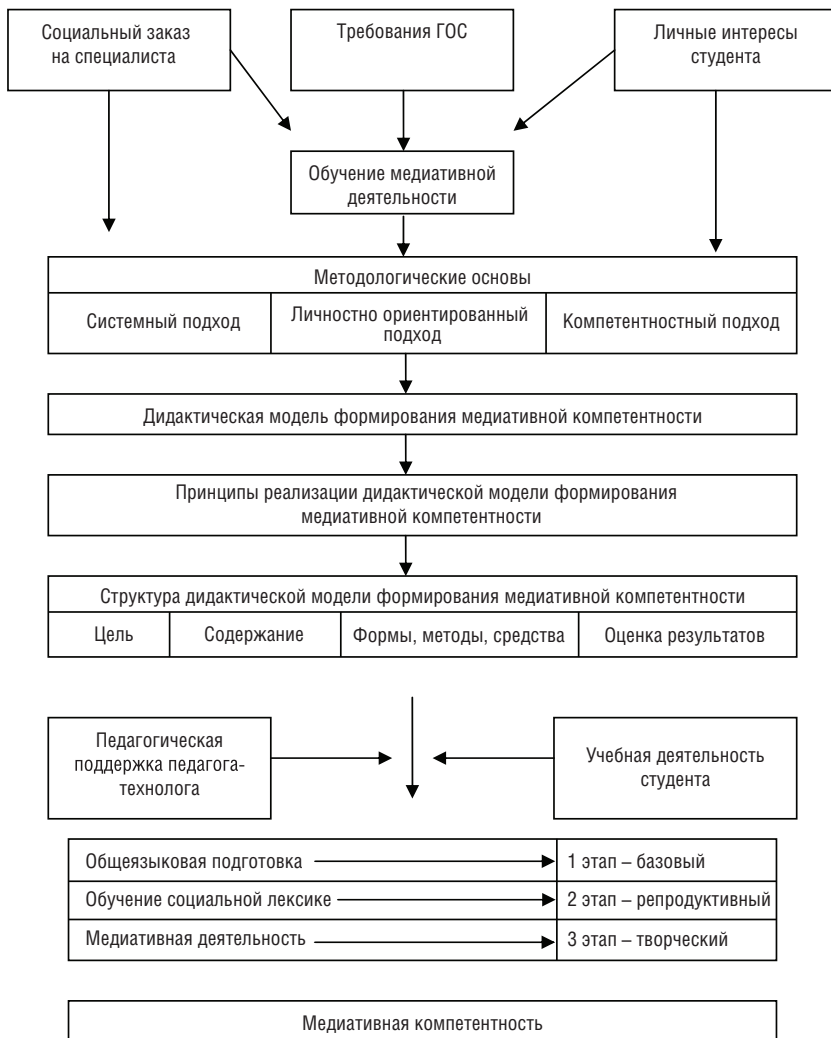 Социальный заказ
на специалиста
Требования ГОС
Личные интересы
студента
Обучение медиативной
деятельности
Методологические основы
Системный подход
Личностно ориентированный
подход
Компетентностный подход
Дидактическая модель формирования медиативной компетентности
Принципы реализации дидактической модели формирования
медиативной компетентности
Структура дидактической модели формирования медиативной компетентности
Цель
Содержание
Формы, методы, средства
Оценка результатов
Педагогическая
поддержка педагога-
технолога
Учебная деятельность
студента
Общеязыковая подготовка
1 этап – базовый
Обучение социальной лексике
2 этап – репродуктивный
Медиативная деятельность
3 этап – творческий
Медиативная компетентность